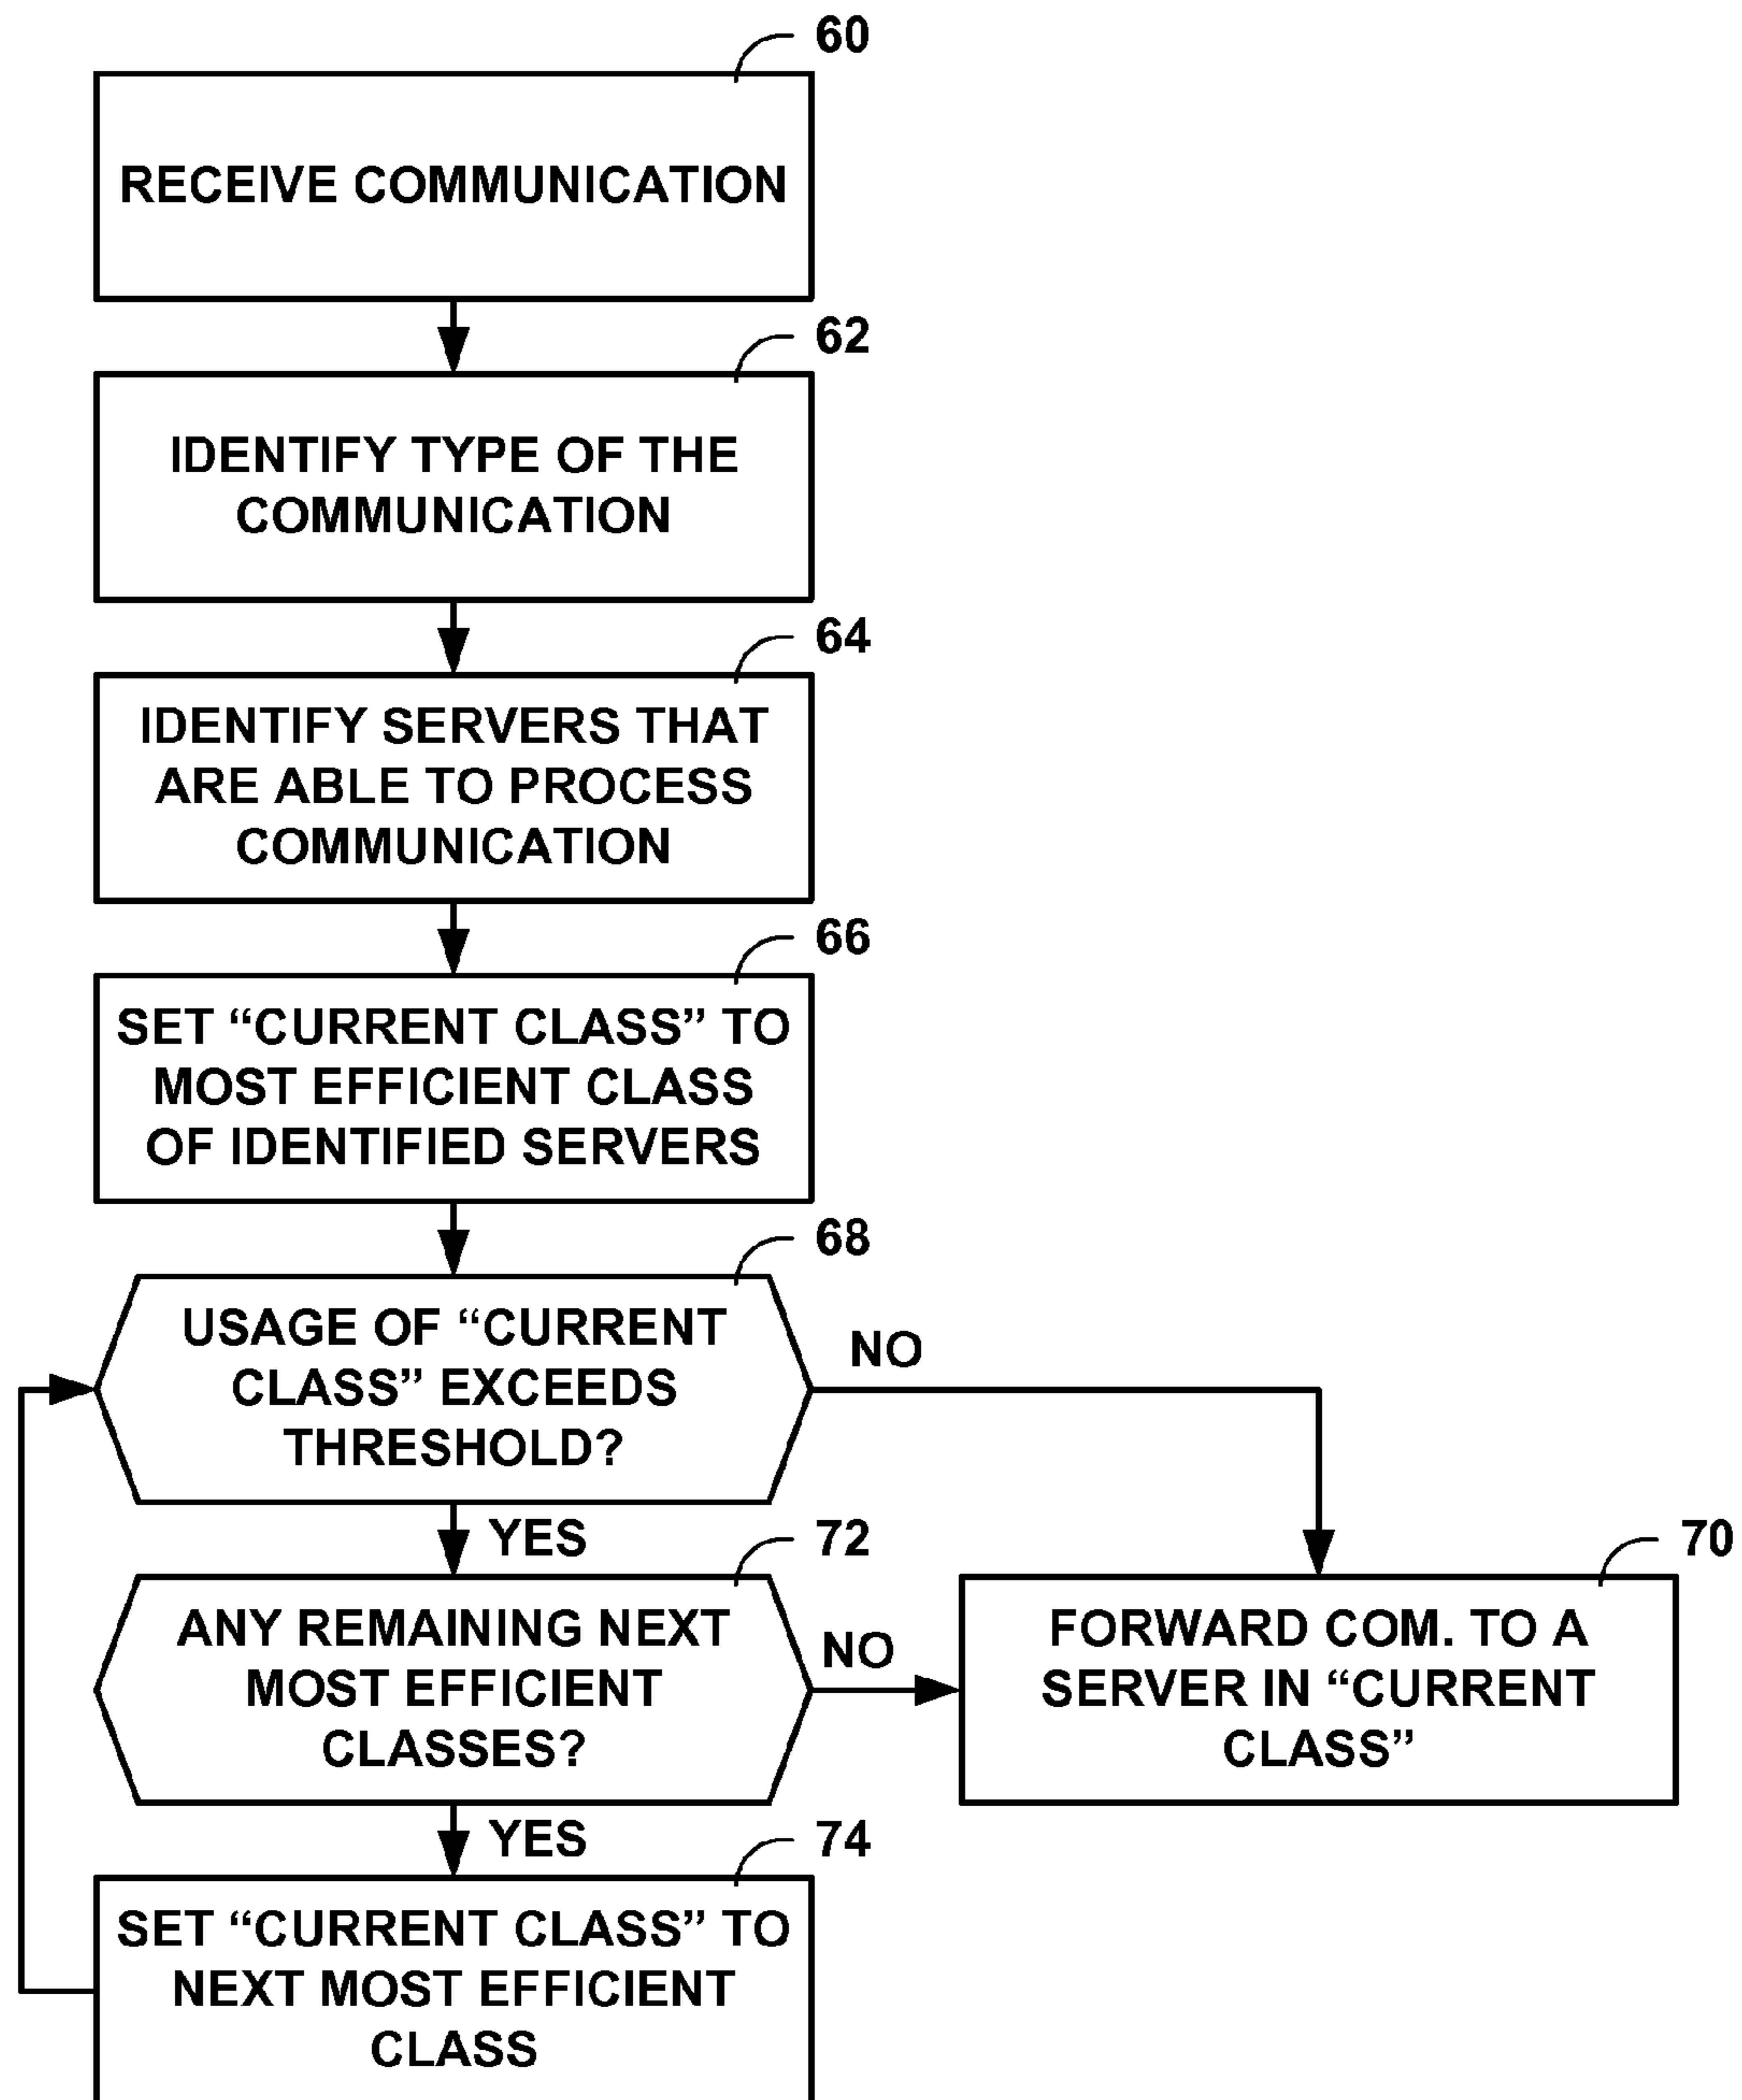 60
RECEIVE COMMUNICATION
62
IDENTIFY TYPE OF THE
COMMUNICATION
64
IDENTIFY SERVERS THAT
ARE ABLE TO PROCESS
COMMUNICATION
66
SET “CURRENT CLASS” TO
MOST EFFICIENT CLASS
OF IDENTIFIED SERVERS
68
USAGE OF “CURRENT
CLASS” EXCEEDS
THRESHOLD?
NO
YES
72
ANY REMAINING NEXT
MOST EFFICIENT
CLASSES?
NO
70
FORWARD COM. TO A
SERVER IN “CURRENT
CLASS”
YES
74
SET “CURRENT CLASS” TO
NEXT MOST EFFICIENT
CLASS